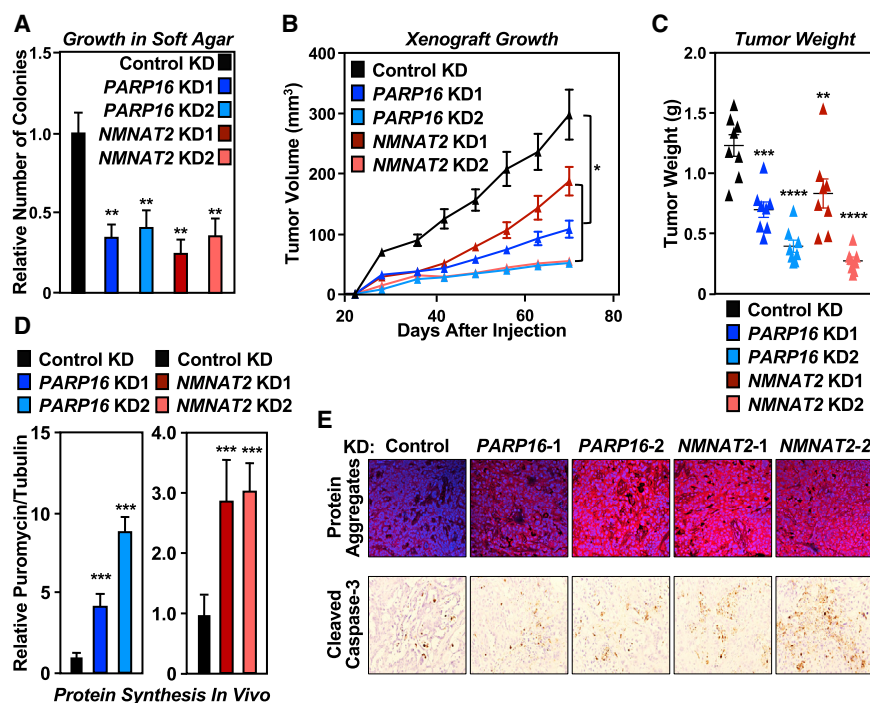 A
Growth in Soft Agar
Relative Number of Colonies
1.5
1.0
0.5
0
Control KD
PARP16 KD1
PARP16 KD2
NMNAT2 KD1
NMNAT2 KD2
**
**
**
**
B
Xenograft Growth
Tumor Volume (mm³)
400
300
200
100
0
Control KD
PARP16 KD1
PARP16 KD2
NMNAT2 KD1
NMNAT2 KD2
*
20 40 60 80
Days After Injection
C
Tumor Weight
Tumor Weight (g)
2.0
1.5
1.0
0.5
0
***
****
**
****
Control KD
PARP16 KD1
PARP16 KD2
NMNAT2 KD1
NMNAT2 KD2
D
Control KD
PARP16 KD1
PARP16 KD2
Control KD
NMNAT2 KD1
NMNAT2 KD2
Relative Puromycin/Tubulin
15
10
5
0
***
***
4.0
3.0
2.0
1.0
0
***
***
Protein Synthesis In Vivo
E
KD: Control PARP16-1 PARP16-2 NMNAT2-1 NMNAT2-2
Protein
Aggregates
Cleaved
Caspase-3